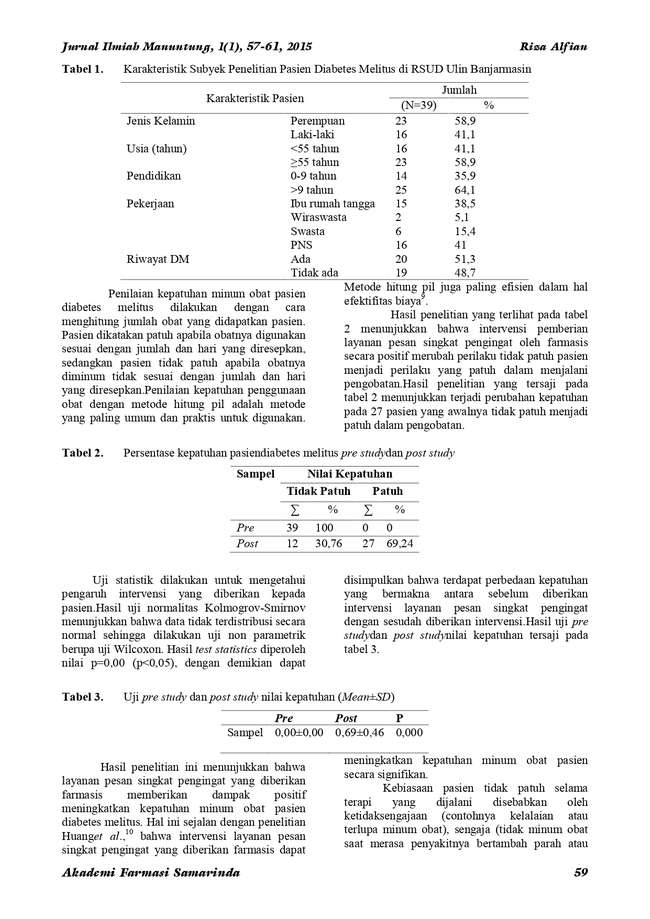 Jurnal Ilmiah Manuntung, 1(1), 57-61, 2015 Riza Alfian
Tabel 1. Karakteristik Subyek Penelitian Pasien Diabetes Melitus di RSUD Ulin Banjarmasin
Karakteristik Pasien Jumlah
(N=39) %
Jenis Kelamin Perempuan 23 58,9
Laki-laki 16 41,1
Usia (tahun) <55 tahun 16 41,1
≥55 tahun 23 58,9
Pendidikan 0-9 tahun 14 35,9
>9 tahun 25 64,1
Pekerjaan Ibu rumah tangga 15 38,5
Wiraswasta 2 5,1
Swasta 6 15,4
PNS 16 41
Riwayat DM Ada 20 51,3
Tidak ada 19 48,7
Penilaian kepatuhan minum obat pasien
diabetes melitus dilakukan dengan cara
menghitung jumlah obat yang didapatkan pasien.
Pasien dikatakan patuh apabila obatnya digunakan
sesuai dengan jumlah dan hari yang diresepkan,
sedangkan pasien tidak patuh apabila obatnya
diminum tidak sesuai dengan jumlah dan hari
yang diresepkan.Penilaian kepatuhan penggunaan
obat dengan metode hitung pil adalah metode
yang paling umum dan praktis untuk digunakan.
Metode hitung pil juga paling efisien dalam hal
efektifitas biaya9.
Hasil penelitian yang terlihat pada tabel
2 menunjukkan bahwa intervensi pemberian
layanan pesan singkat pengingat oleh farmasis
secara positif merubah perilaku tidak patuh pasien
menjadi perilaku yang patuh dalam menjalani
pengobatan.Hasil penelitian yang tersaji pada
tabel 2 menunjukkan terjadi perubahan kepatuhan
pada 27 pasien yang awalnya tidak patuh menjadi
patuh dalam pengobatan.
Tabel 2. Persentase kepatuhan pasiendiabetes melitus pre studydan post study
Sampel Nilai Kepatuhan
Tidak Patuh Patuh
∑ % ∑ %
Pre 39 100 0 0
Post 12 30,76 27 69,24
Uji statistik dilakukan untuk mengetahui
pengaruh intervensi yang diberikan kepada
pasien.Hasil uji normalitas Kolmogrov-Smirnov
menunjukkan bahwa data tidak terdistribusi secara
normal sehingga dilakukan uji non parametrik
berupa uji Wilcoxon. Hasil test statistics diperoleh
nilai p=0,00 (p<0,05), dengan demikian dapat
disimpulkan bahwa terdapat perbedaan kepatuhan
yang bermakna antara sebelum diberikan
intervensi layanan pesan singkat pengingat
dengan sesudah diberikan intervensi.Hasil uji pre
studydan post studynilai kepatuhan tersaji pada
tabel 3.
Tabel 3. Uji pre study dan post study nilai kepatuhan (Mean±SD)
Pre Post P
Sampel 0,00±0,00 0,69±0,46 0,000
Hasil penelitian ini menunjukkan bahwa
layanan pesan singkat pengingat yang diberikan
farmasis memberikan dampak positif
meningkatkan kepatuhan minum obat pasien
diabetes melitus. Hal ini sejalan dengan penelitian
Huanget al.,10 bahwa intervensi layanan pesan
singkat pengingat yang diberikan farmasis dapat
meningkatkan kepatuhan minum obat pasien
secara signifikan.
Kebiasaan pasien tidak patuh selama
terapi yang dijalani disebabkan oleh
ketidaksengajaan (contohnya kelalaian atau
terlupa minum obat), sengaja (tidak minum obat
saat merasa penyakitnya bertambah parah atau
Akademi Farmasi Samarinda 59